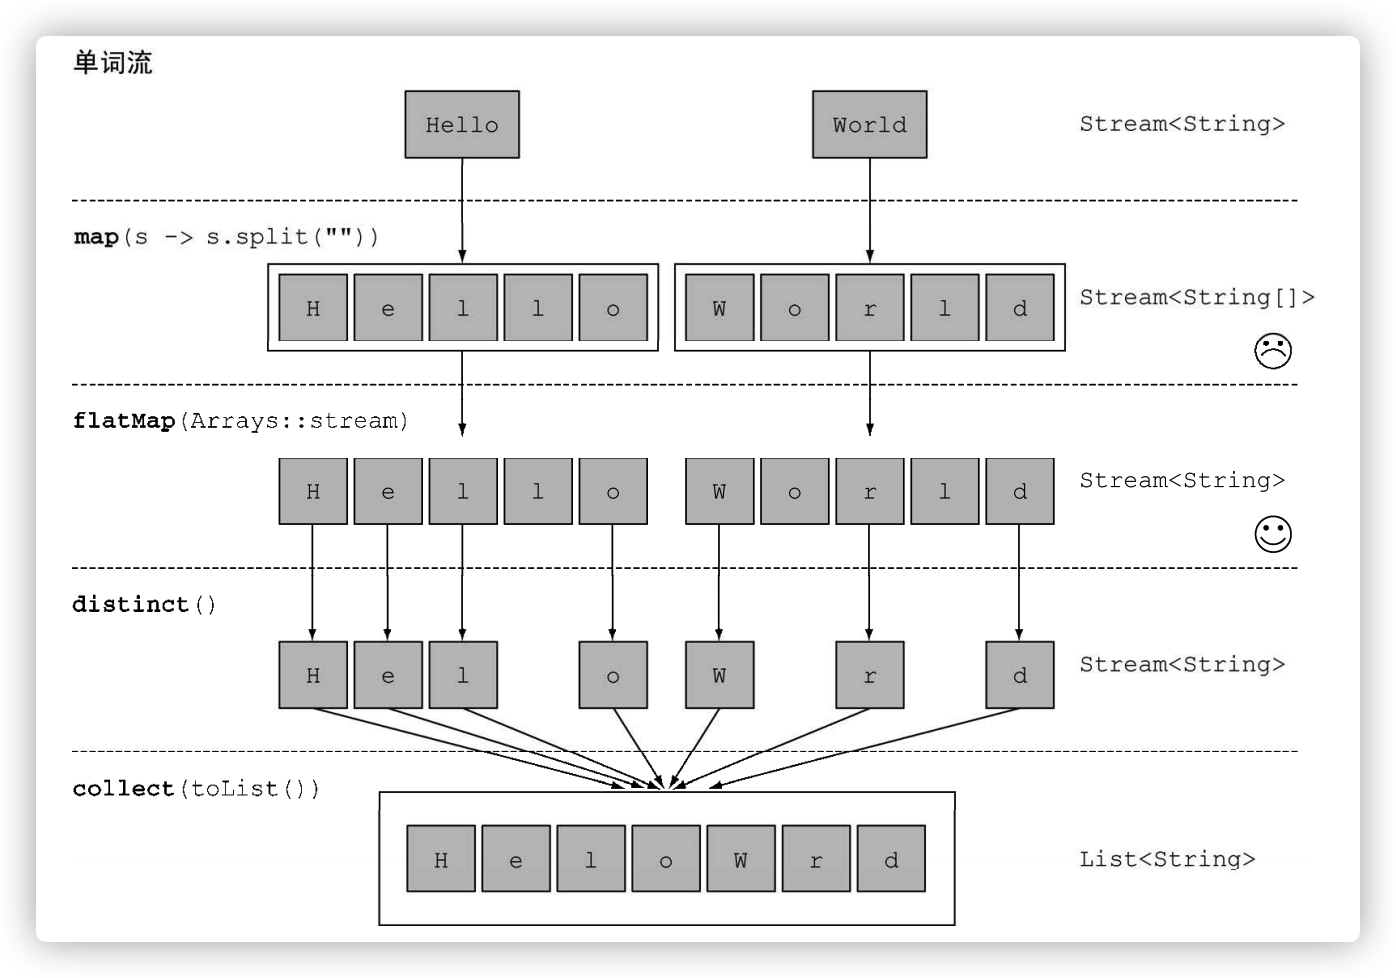 单词流
Hello World Stream<String>
map(s -> s.split(""))
H e l l o W o r l d Stream<String[]>
flatMap(Arrays::stream)
H e l l o W o r l d Stream<String>
distinct()
H e l o W r d Stream<String>
collect(toList())
H e l o W r d List<String>